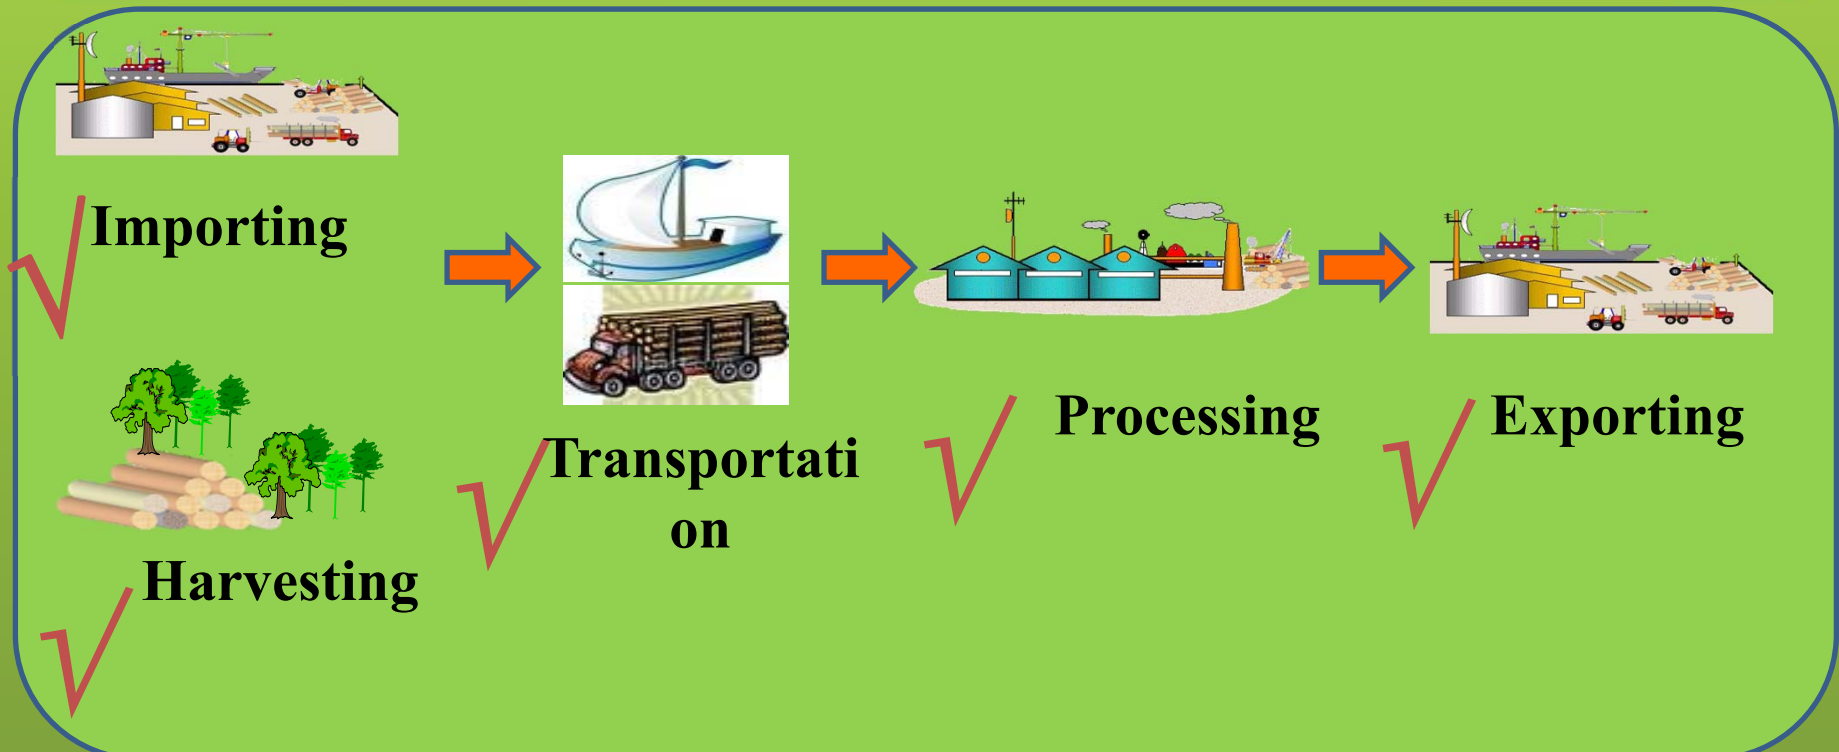 Importing
Harvesting
Transportati
on
Processing
Exporting